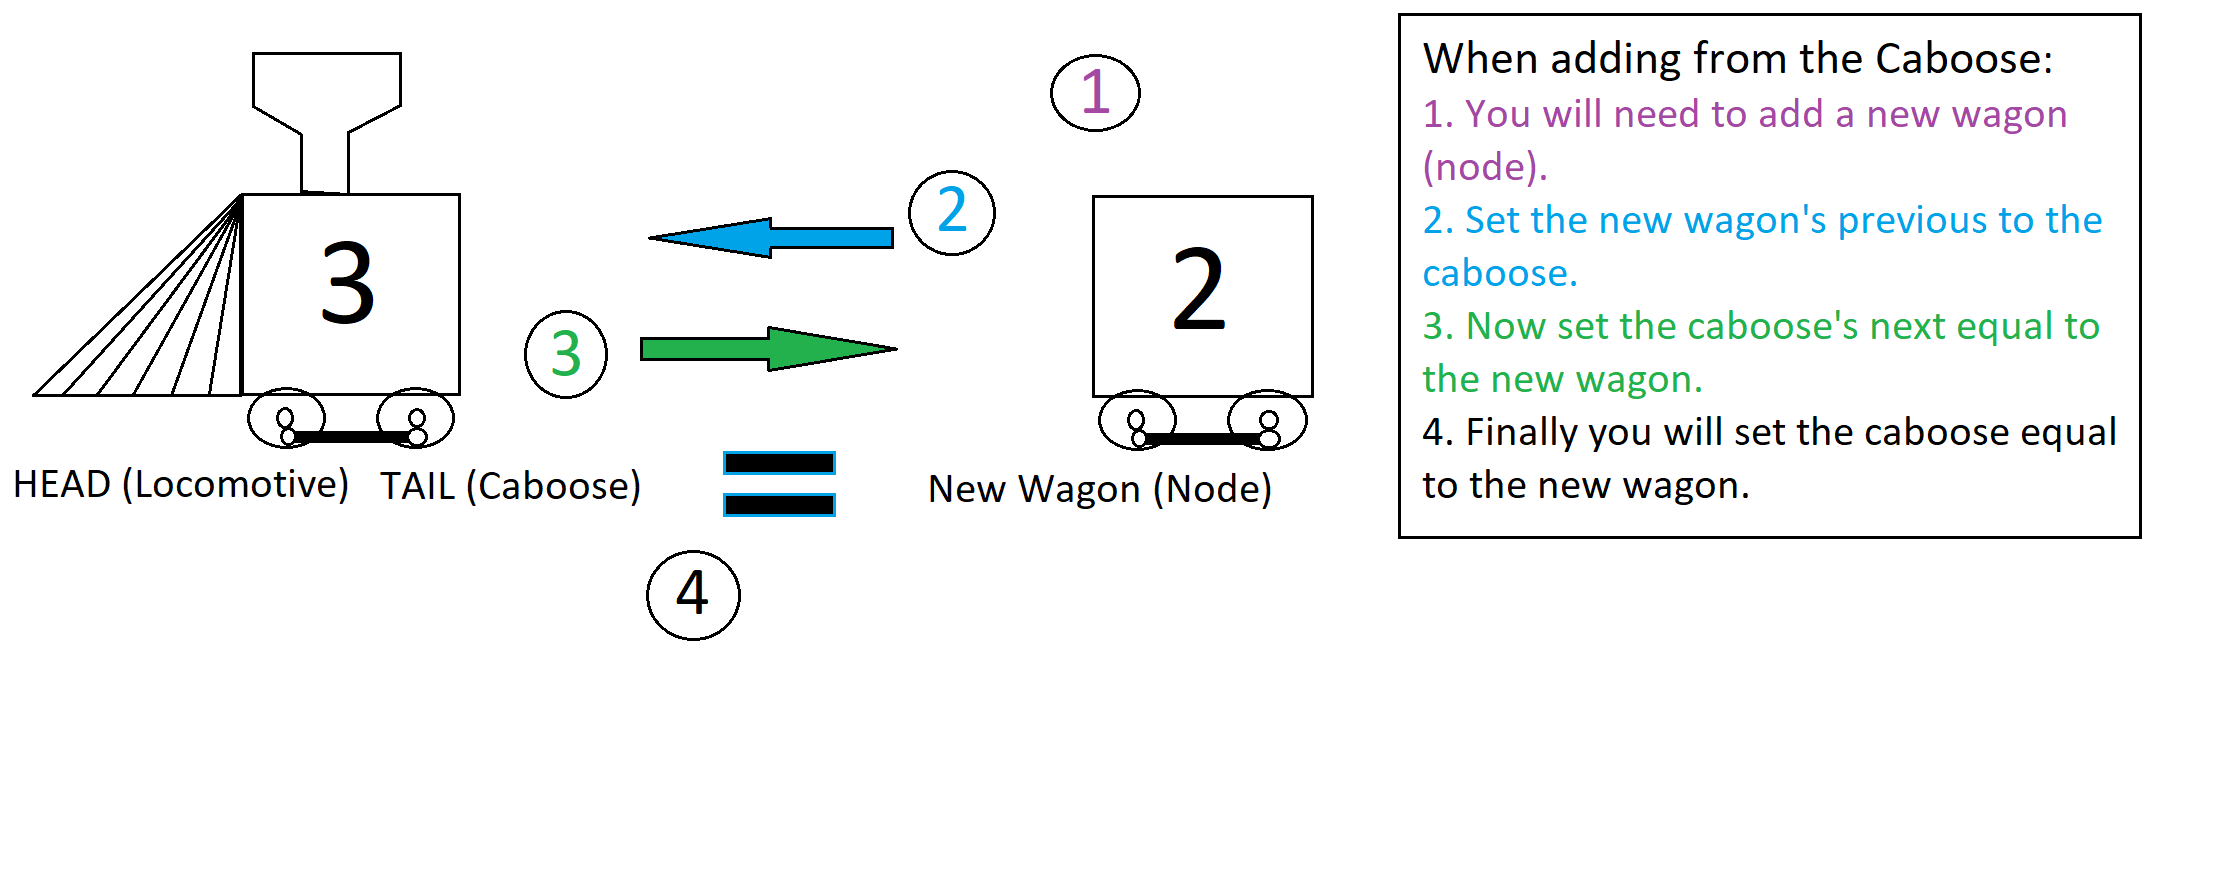 1
When adding from the Caboose:
1. You will need to add a new wagon
(node).
2
2. Set the new wagon's previous to the
caboose.
3
2
3
3. Now set the caboose's next equal to
the new wagon.
4. Finally you will set the caboose equal
to the new wagon.
HEAD (Locomotive) TAIL (Caboose)
New Wagon (Node)
4